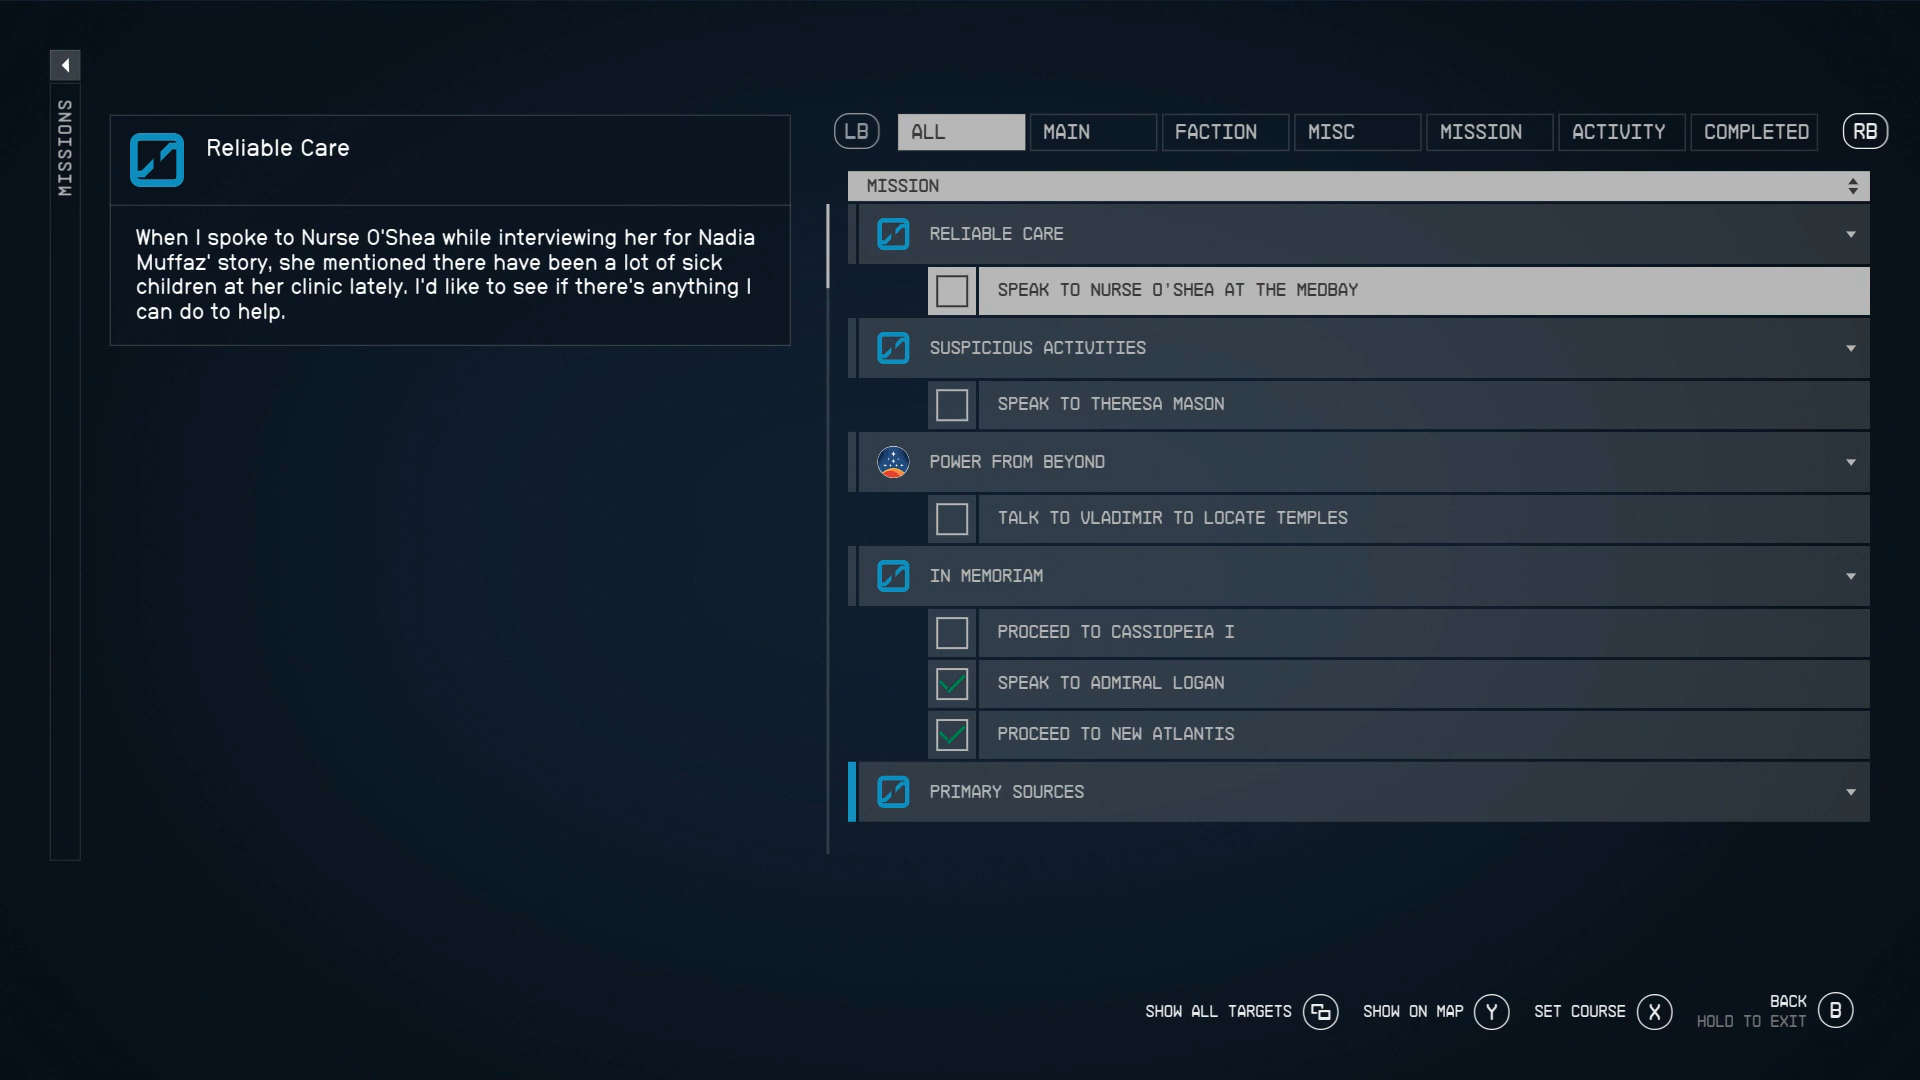 MISSIONS
Reliable Care
When I spoke to Nurse O'Shea while interviewing her for Nadia
Muffaz' story, she mentioned there have been a lot of sick
children at her clinic lately. I'd like to see if there's anything I
can do to help.
LB ALL MAIN FACTION MISC MISSION ACTIVITY COMPLETED RB
MISSION
RELIABLE CARE
SPEAK TO NURSE O'SHEA AT THE MEDBAY
SUSPICIOUS ACTIVITIES
SPEAK TO THERESA MASON
POWER FROM BEYOND
TALK TO VLADIMIR TO LOCATE TEMPLES
IN MEMORIAM
PROCEED TO CASSIOPEIA I
SPEAK TO ADMIRAL LOGAN
PROCEED TO NEW ATLANTIS
PRIMARY SOURCES
SHOW ALL TARGETS SHOW ON MAP Y SET COURSE X BACK B
HOLD TO EXIT